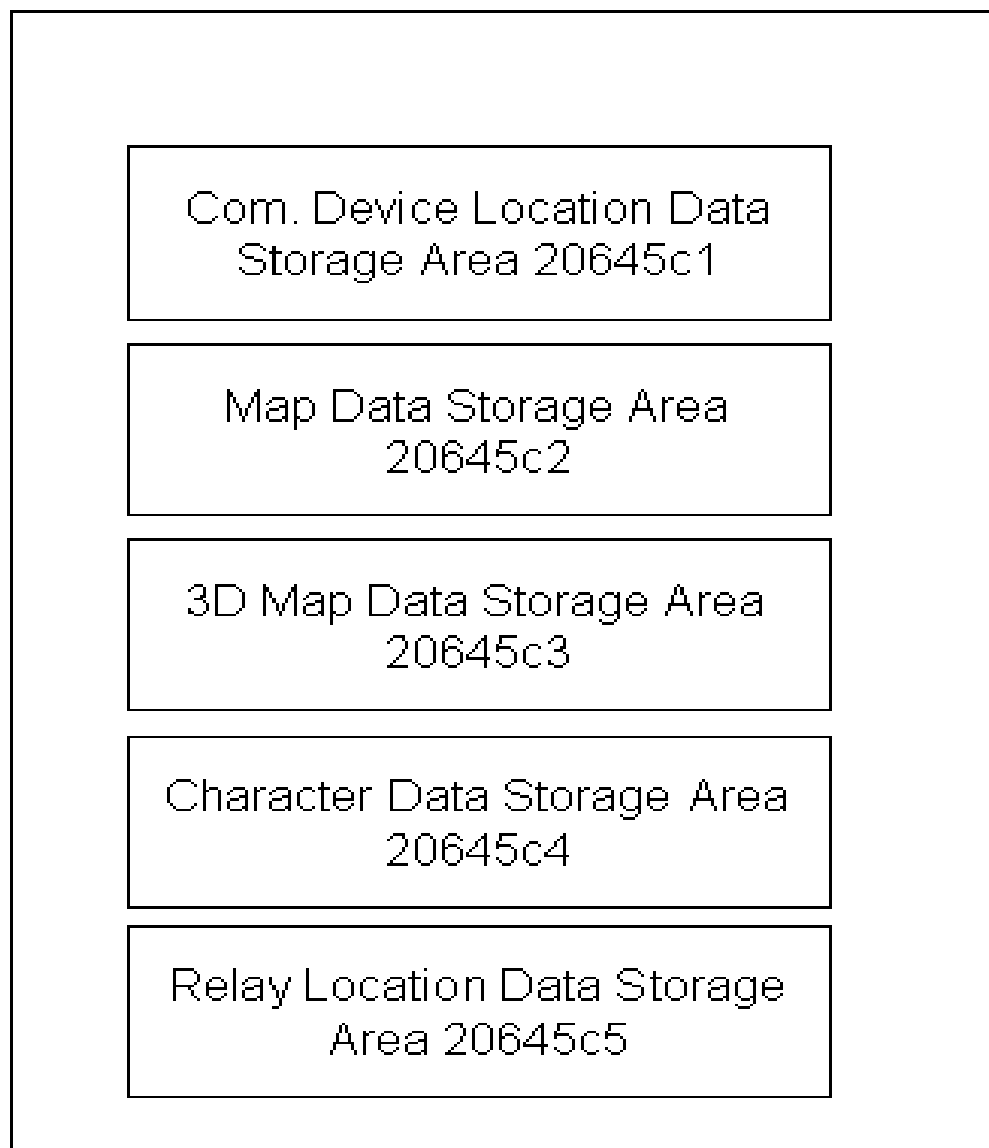 Com. Device Location Data
Storage Area 20645c1
Map Data Storage Area
20645c2
3D Map Data Storage Area
20645c3
Character Data Storage Area
20645c4
Relay Location Data Storage
Area 20645c5